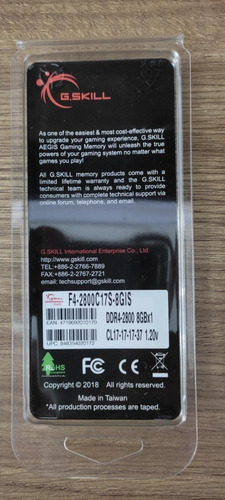 G.SKILL
As one of the easiest & most cost-effective way
to upgrade your gaming experience, G.SKILL
AEGIS Gaming Memory will unleash the true
powers of your gaming system no matter what
games you play!
All G.SKILL memory products come with a
limited lifetime warranty and the G.SKILL
technical team is always ready to provide
consumers with complete technical support via
online forum, telephone and email.
G.SKILL International Enterprise Co., Ltd.
http://www.gskill.com
TEL:+886-2-2766-7889
FAX:+886-2-2767-2721
email: techsupport@gskill.com
F4-2800C17S-8GIS
DDR4-2800 8GBx1
CL17-17-17-37 1.20v
RoHS
FC
CE
Copyright © 2018 All rights reserved.
Made in Taiwan
*All production processes are taped.